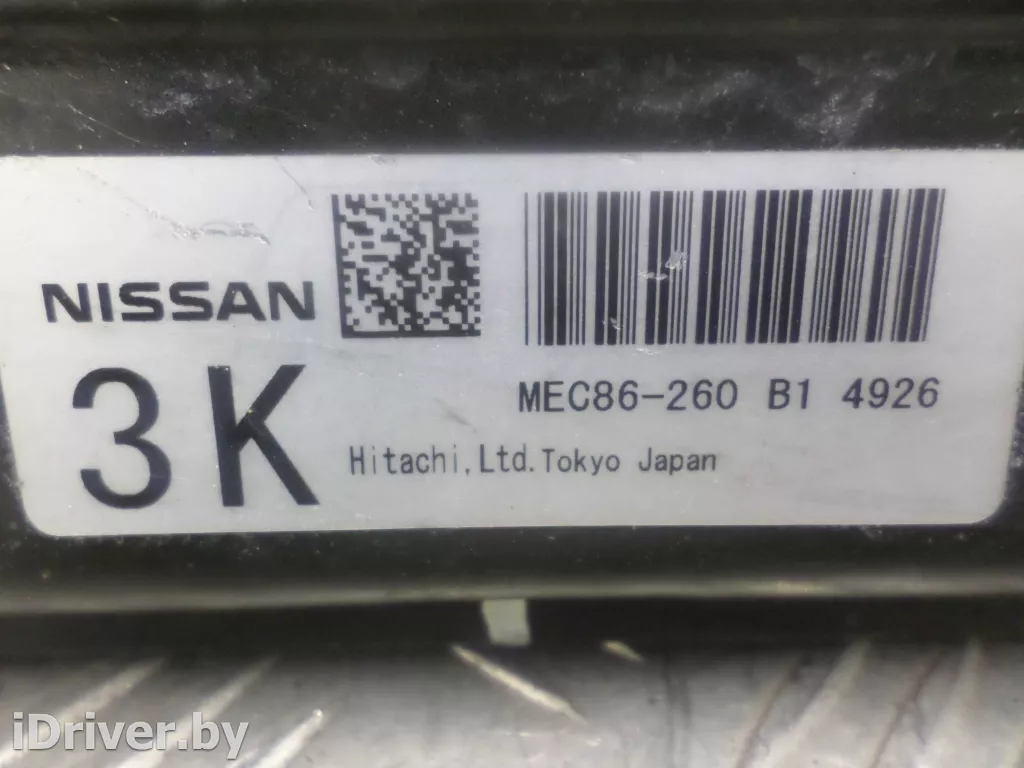 NISSAN
3K
MEC86-260 B1 4926
Hitachi,Ltd.Tokyo Japan
iDriver.by